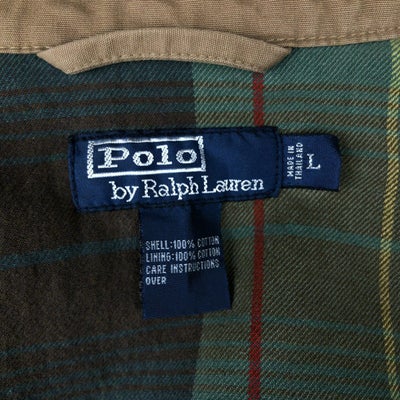 Polo
by Ralph Lauren
MADE IN
THAILAND
L
SHELL:100% COTTON
LINING:100% COTTON
CARE INSTRUCTIONS
OVER